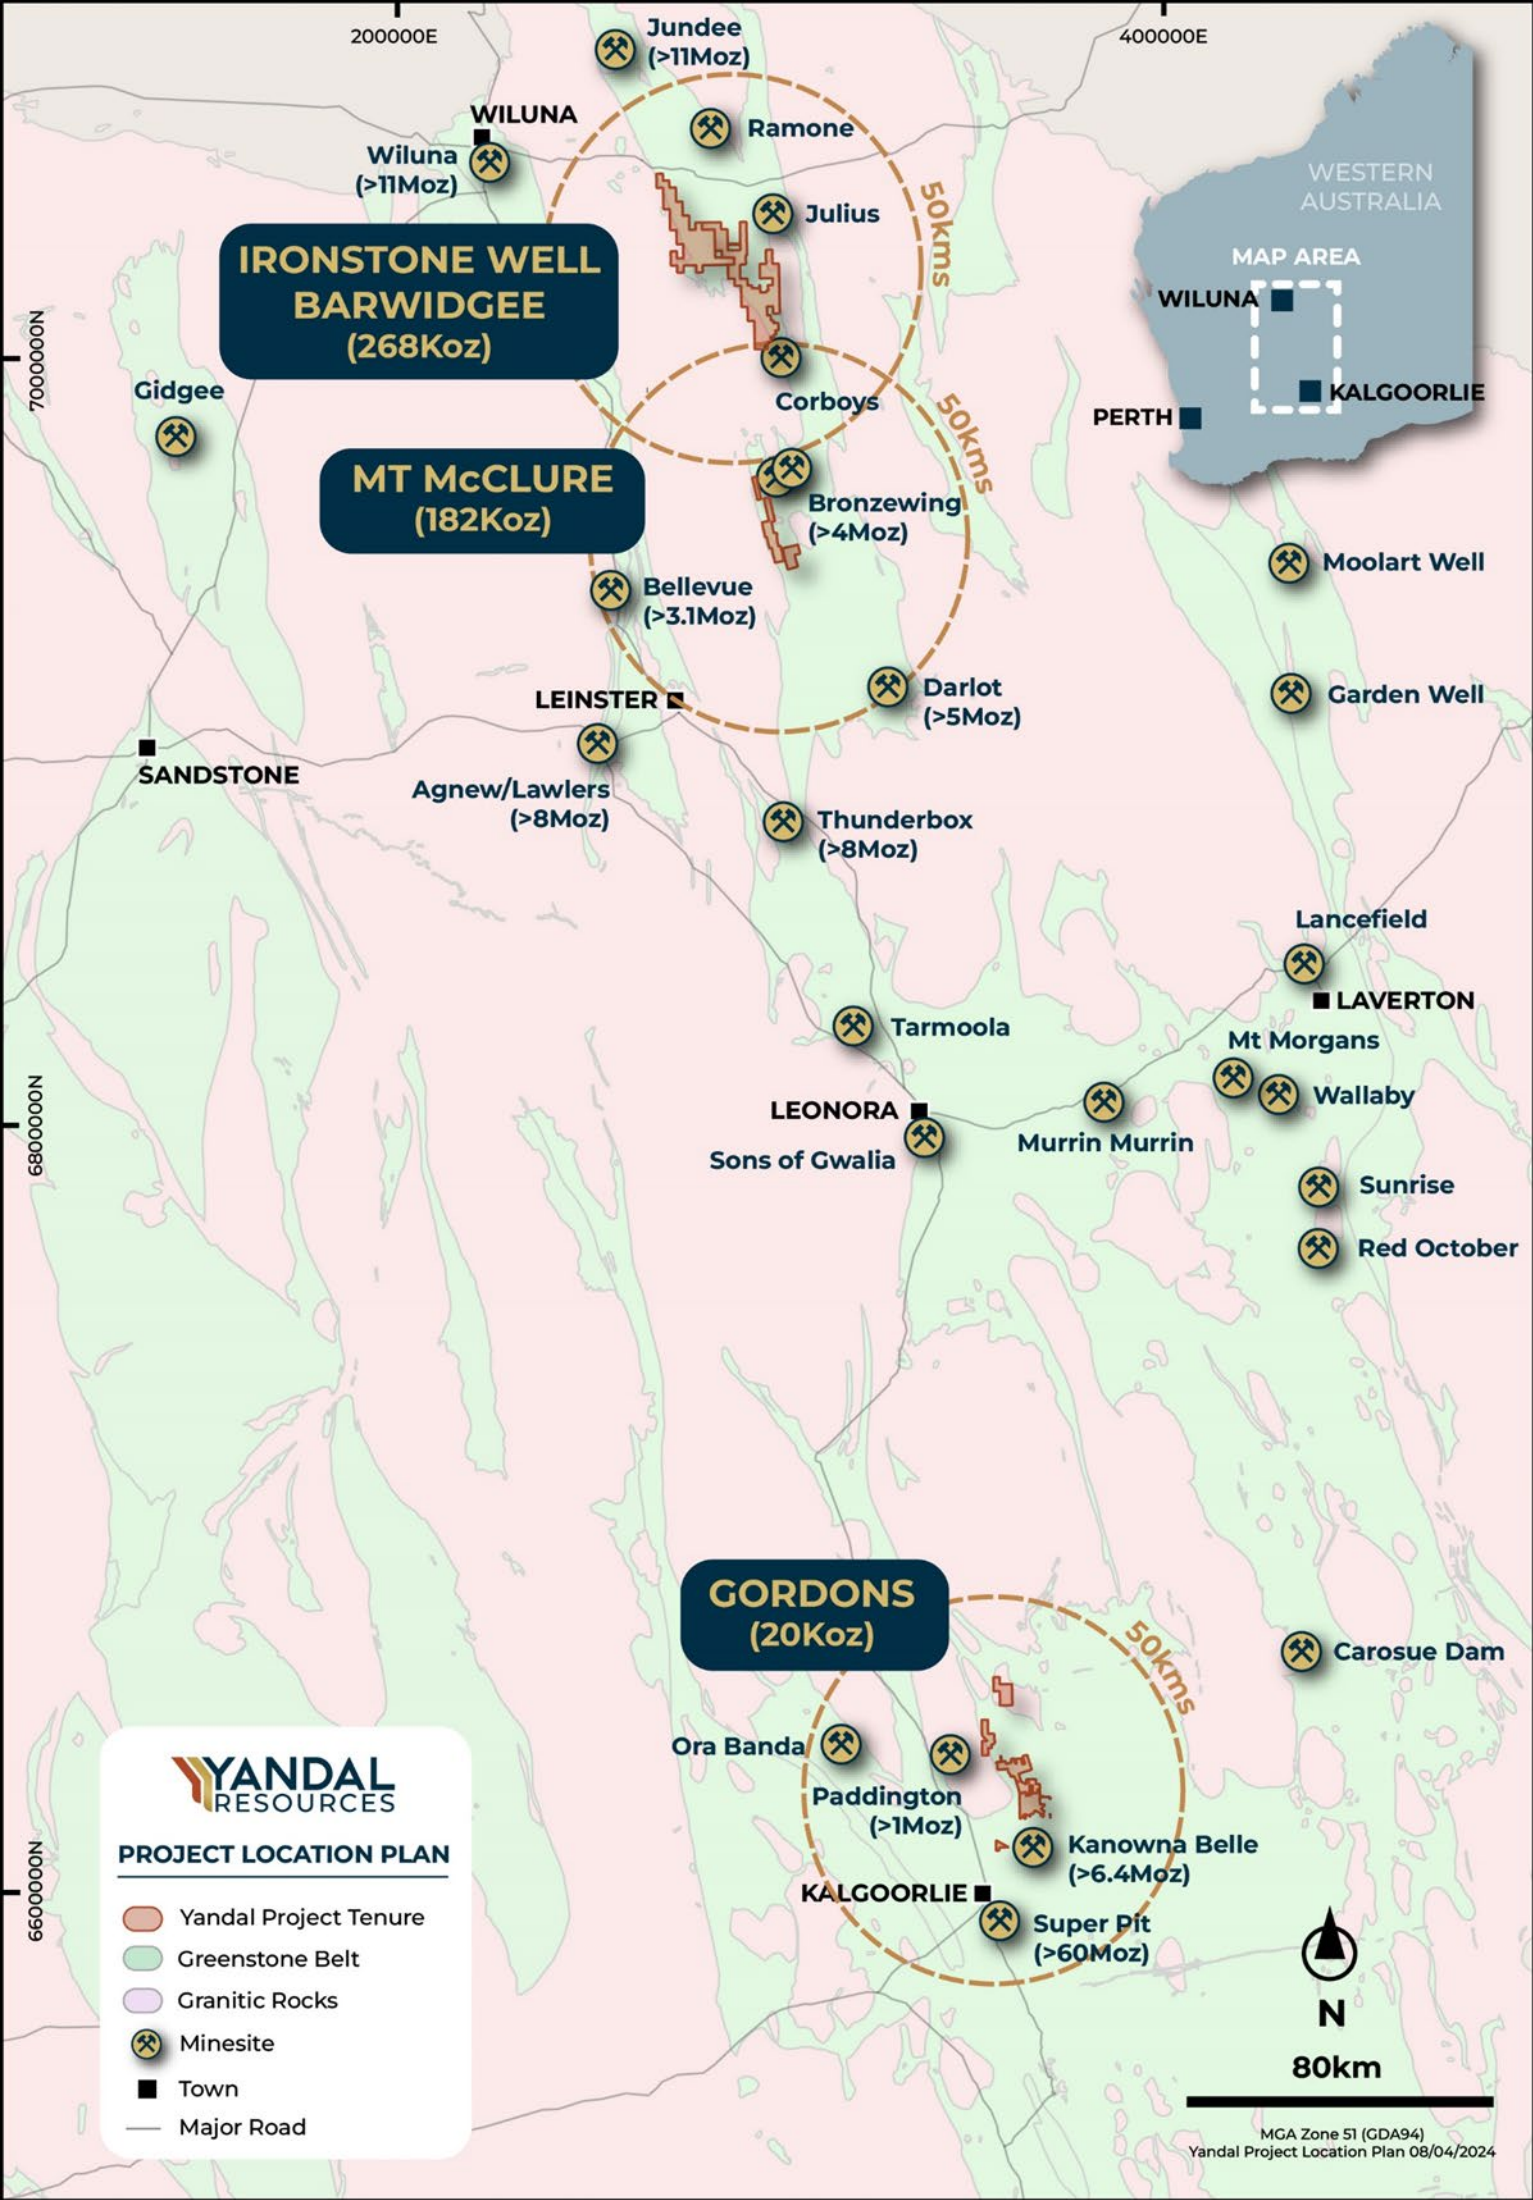 200000E
400000E
Jundee
(>11Moz)
WILUNA
Ramone
Wiluna
(>11Moz)
Julius
50kms
WESTERN
AUSTRALIA
MAP AREA
WILUNA
KALGOORLIE
PERTH
IRONSTONE WELL
BARWIDGEE
(268Koz)
7000000N
Gidgee
Corboys
50kms
MT McCLURE
(182Koz)
Bronzewing
(>4Moz)
Moolart Well
Bellevue
(>3.1Moz)
LEINSTER
Darlot
(>5Moz)
Garden Well
SANDSTONE
Agnew/Lawlers
(>8Moz)
Thunderbox
(>8Moz)
Lancefield
LAVERTON
Tarmoola
Mt Morgans
Wallaby
6800000N
LEONORA
Sons of Gwalia
Murrin Murrin
Sunrise
Red October
GORDONS
(20Koz)
50kms
Carosue Dam
Ora Banda
Paddington
(>1Moz)
Kanowna Belle
(>6.4Moz)
KALGOORLIE
Super Pit
(>60Moz)
6600000N
YANDAL
RESOURCES
PROJECT LOCATION PLAN
Yandal Project Tenure
Greenstone Belt
Granitic Rocks
Minesite
Town
Major Road
N
80km
MGA Zone 51 (GDA94)
Yandal Project Location Plan 08/04/2024